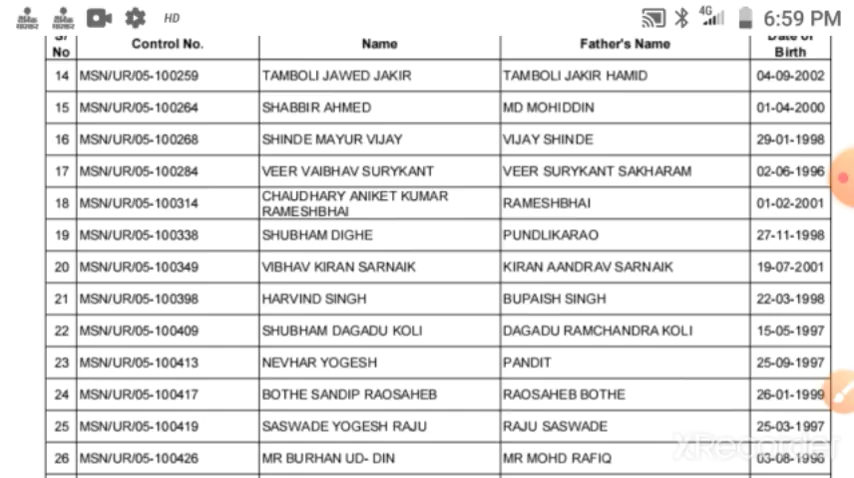 HD 4G 6:59 PM
Sr No Control No. Name Father's Name Date of Birth
14 MSN/UR/05-100259 TAMBOLI JAWED JAKIR TAMBOLI JAKIR HAMID 04-09-2002
15 MSN/UR/05-100264 SHABBIR AHMED MD MOHIDDIN 01-04-2000
16 MSN/UR/05-100268 SHINDE MAYUR VIJAY VIJAY SHINDE 29-01-1998
17 MSN/UR/05-100284 VEER VAIBHAV SURYKANT VEER SURYKANT SAKHARAM 02-06-1996
18 MSN/UR/05-100314 CHAUDHARY ANIKET KUMAR RAMESHBHAI RAMESHBHAI 01-02-2001
19 MSN/UR/05-100338 SHUBHAM DIGHE PUNDLIKARAO 27-11-1998
20 MSN/UR/05-100349 VIBHAV KIRAN SARNAIK KIRAN AANDRAV SARNAIK 19-07-2001
21 MSN/UR/05-100398 HARVIND SINGH BUPAISH SINGH 22-03-1998
22 MSN/UR/05-100409 SHUBHAM DAGADU KOLI DAGADU RAMCHANDRA KOLI 15-05-1997
23 MSN/UR/05-100413 NEVHAR YOGESH PANDIT 25-09-1997
24 MSN/UR/05-100417 BOTHE SANDIP RAOSAHEB RAOSAHEB BOTHE 26-01-1999
25 MSN/UR/05-100419 SASWADE YOGESH RAJU RAJU SASWADE 25-03-1997
26 MSN/UR/05-100426 MR BURHAN UD- DIN MR MOHD RAFIQ 03-08-1996
XRecorder